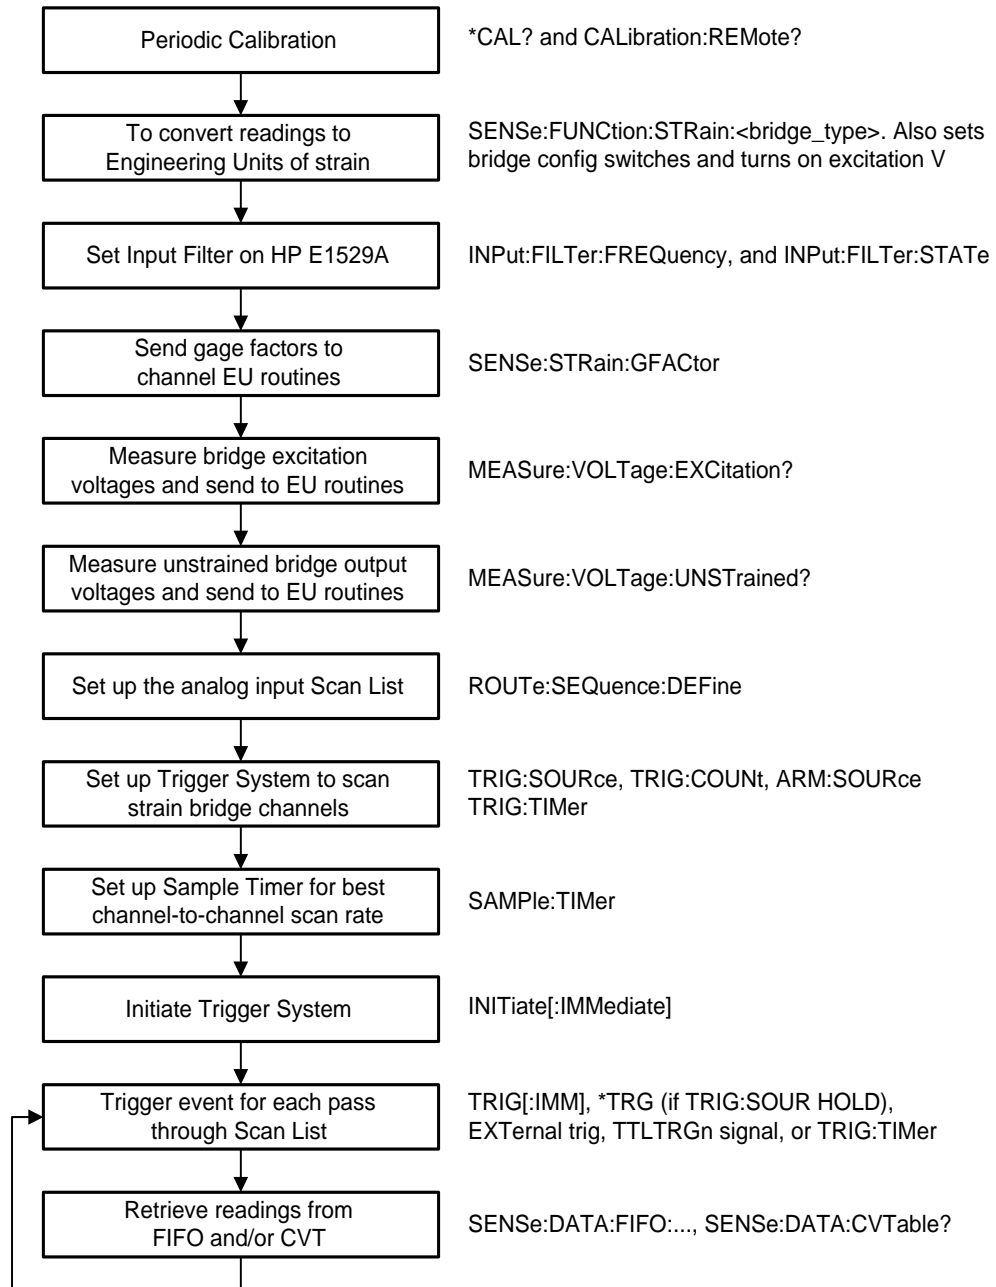 Periodic Calibration
*CAL? and CALibration:REMote?
To convert readings to
Engineering Units of strain
SENSe:FUNCtion:STRain:<bridge_type>. Also sets
bridge config switches and turns on excitation V
Set Input Filter on HP E1529A
INPut:FILTer:FREQuency, and INPut:FILTer:STATe
Send gage factors to
channel EU routines
SENSe:STRain:GFACtor
Measure bridge excitation
voltages and send to EU routines
MEASure:VOLTage:EXCitation?
Measure unstrained bridge output
voltages and send to EU routines
MEASure:VOLTage:UNSTrained?
Set up the analog input Scan List
ROUTe:SEQuence:DEFine
Set up Trigger System to scan
strain bridge channels
TRIG:SOURce, TRIG:COUNt, ARM:SOURce
TRIG:TIMer
Set up Sample Timer for best
channel-to-channel scan rate
SAMPle:TIMer
Initiate Trigger System
INITiate[:IMMediate]
Trigger event for each pass
through Scan List
TRIG[:IMM], *TRG (if TRIG:SOUR HOLD),
EXTernal trig, TTLTRGn signal, or TRIG:TIMer
Retrieve readings from
FIFO and/or CVT
SENSe:DATA:FIFO:..., SENSe:DATA:CVTable?